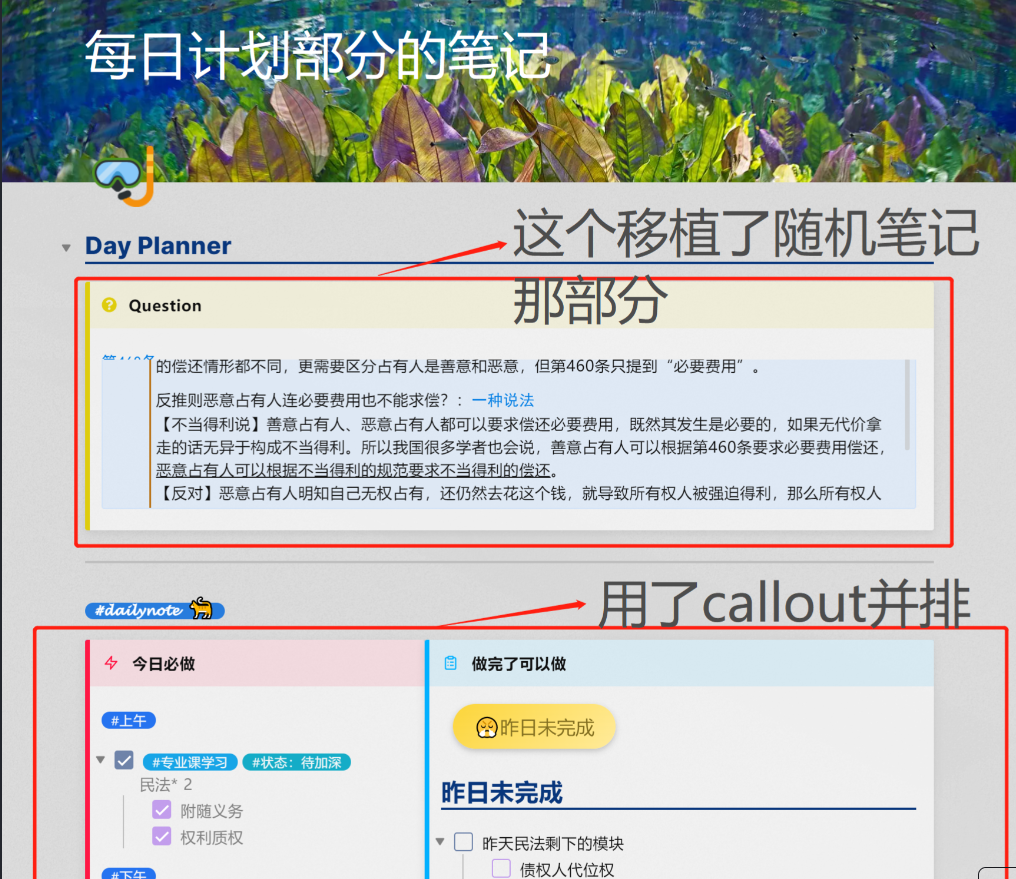 每日计划部分的笔记
Day Planner
这个移植了随机笔记
那部分
Question
的偿还情形都不同，更需要区分占有人是善意和恶意，但第460条只提到“必要费用”。
反推则恶意占有人连必要费用也不能求偿？：一种说法
【不当得利说】善意占有人、恶意占有人都可以要求偿还必要费用，既然其发生是必要的，如果无代价拿
走的话无异于构成不当得利。所以我国很多学者也会说，善意占有人可以根据第460条要求必要费用偿还，
恶意占有人可以根据不当得利的规范要求不当得利的偿还。
【反对】恶意占有人明知自己无权占有，还仍然去花这个钱，就导致所有权人被强迫得利，那么所有权人
#dailynote
用了callout并排
今日必做
做完了可以做
#上午
昨日未完成
#专业课学习 #状态：待加深
民法* 2
昨日未完成
附随义务
权利质权
昨天民法剩下的模块
债权人代位权
#下午